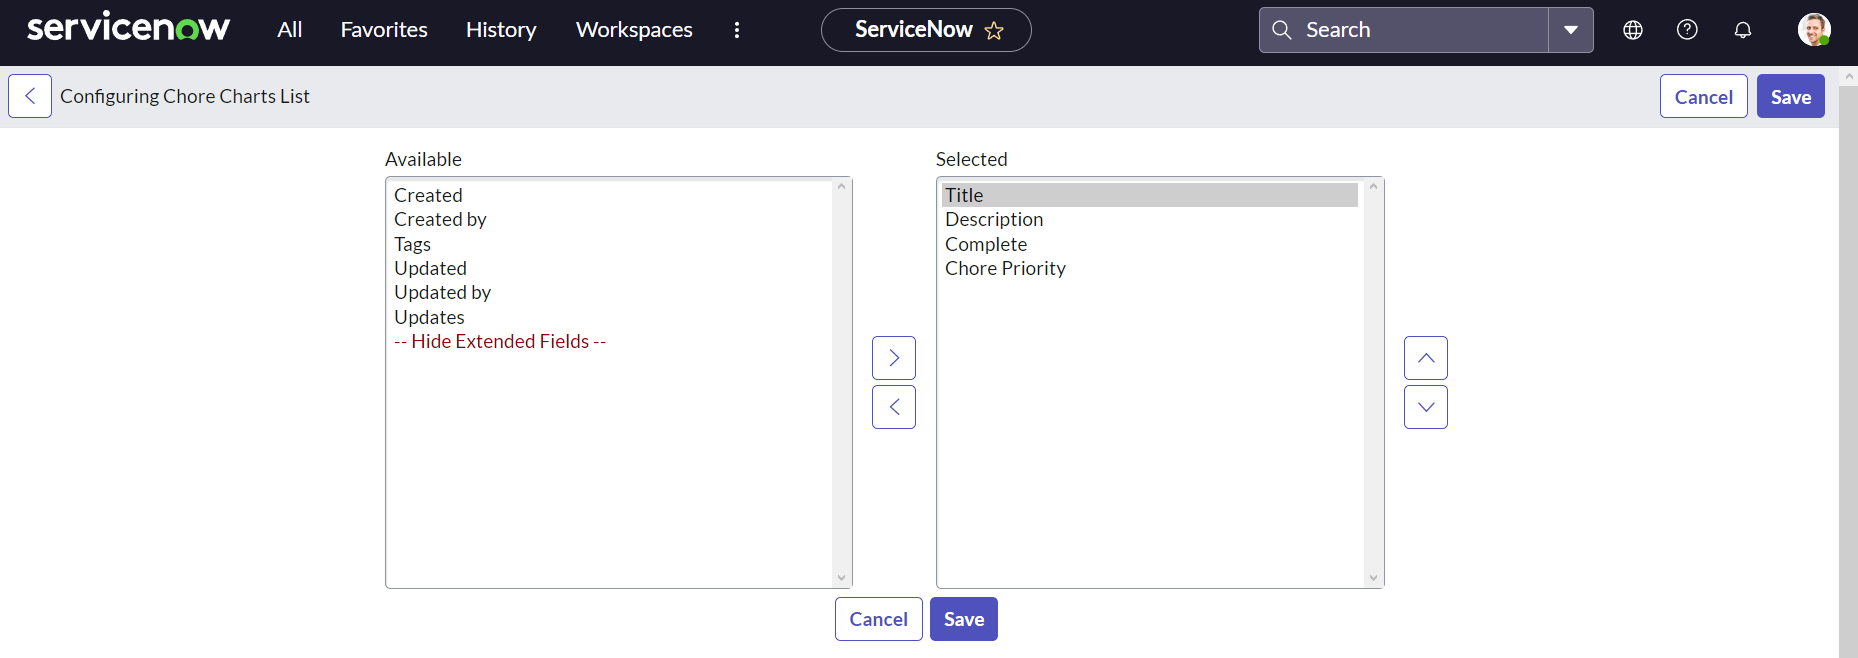 servicenow All Favorites History Workspaces ServiceNow Search
Configuring Chore Charts List Cancel Save
Available
Created
Created by
Tags
Updated
Updated by
Updates
-- Hide Extended Fields --
Selected
Title
Description
Complete
Chore Priority
Cancel Save